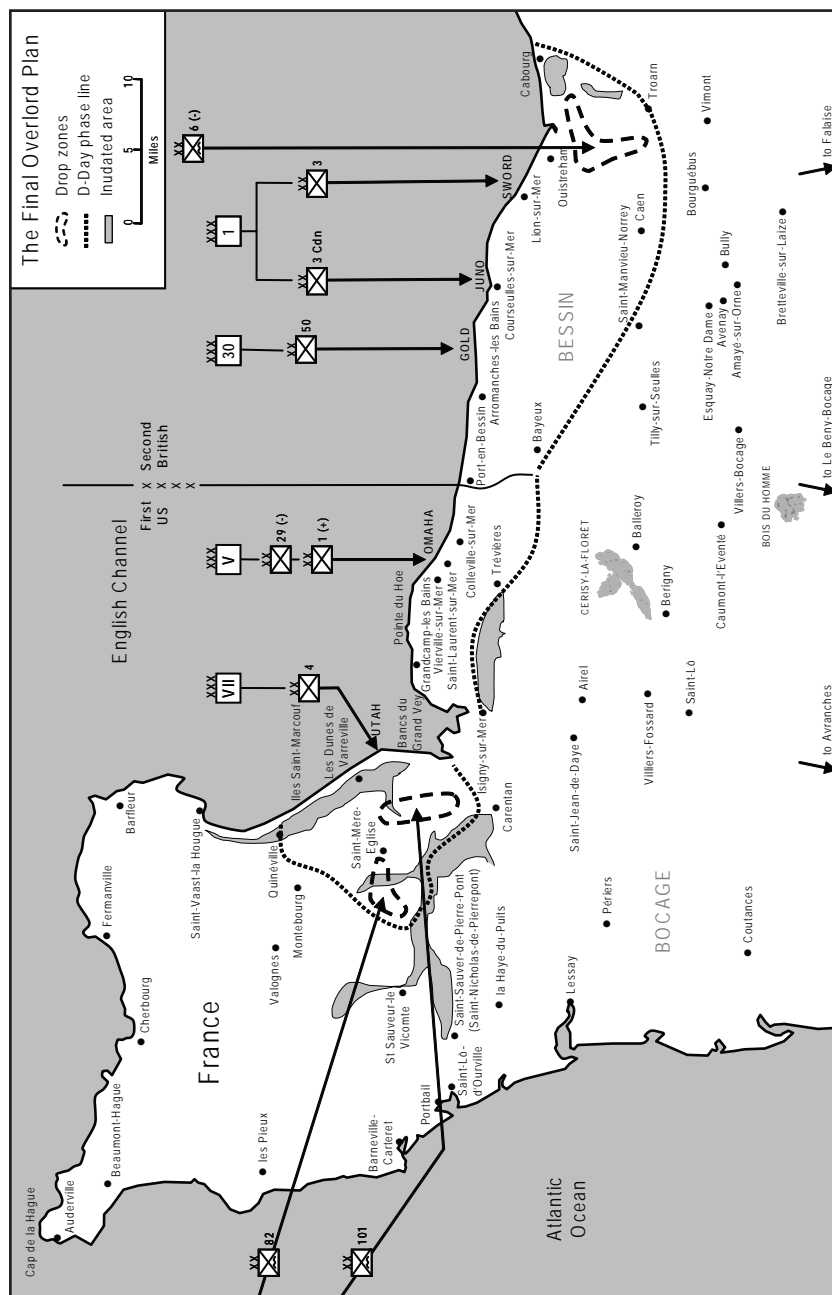 The Final Overlord Plan
Drop zones
D-Day phase line
Inudated area
0
5
10
Miles
English Channel
First
US
X
X
X
X
Second
British
XXX
VII
XX
4
XXX
V
XX
29 (-)
XX
1 (+)
XXX
30
XX
50
XXX
1
XX
3 Cdn
XX
3
XX
6 (-)
XX
82
XX
101
UTAH
OMAHA
GOLD
JUNO
SWORD
Cap de la Hague
Auderville
Beaumont-Hague
Cherbourg
Fermanville
Barfleur
Saint-Vaast-la Hougue
France
les Pieux
Valognes
Montebourg
Quinéville
Iles Saint-Marcouf
Les Dunes de
Varreville
Saint-Mère-
Eglise
Bancs du
Grand Vey
Barneville-
Carteret
Portbail
Saint-Lô-
d'Ourville
St Sauveur-le
Vicomte
Saint-Sauver-de-Pierre-Pont
(Saint-Nicholas-de-Pierrepont)
la Haye-du-Puits
Carentan
Isigny-sur-Mer
Pointe du Hoe
Grandcamp-les Bains
Vierville-sur-Mer
Saint-Laurent-sur-Mer
Colleville-sur-Mer
Trévières
Port-en-Bessin
Arromanches-les Bains
Courseulles-sur-Mer
Lion-sur-Mer
Ouistreham
Cabourg
Bayeux
BESSIN
Saint-Manvieu-Norrey
Caen
Troarn
Tilly-sur-Seulles
Lessay
Saint-Jean-de-Daye
Airel
CERISY-LA-FLORET
Balleroy
Berigny
Périers
BOCAGE
Villiers-Fossard
Saint-Lô
Coutances
Caumont-l'Eventé
Villers-Bocage
BOIS DU HOMME
Esquay-Notre Dame
Avenay
Amayé-sur-Orne
Bully
Bourguébus
Vimont
Bretteville-sur-Laize
Atlantic
Ocean
to Avranches
to Le Beny-Bocage
to Falaise